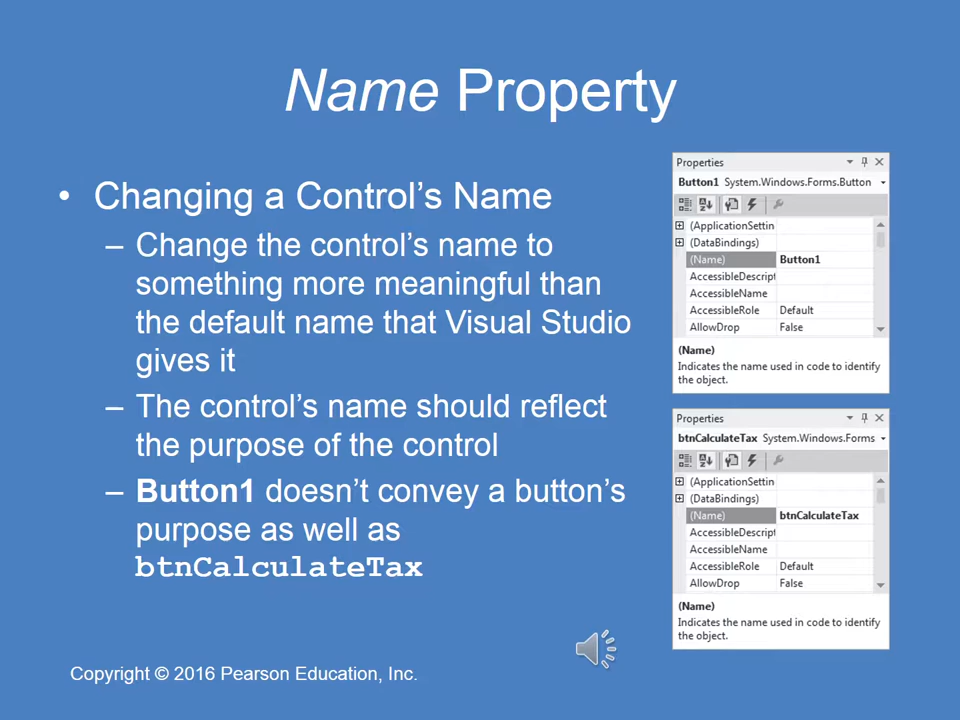 Name Property
• Changing a Control's Name
– Change the control's name to
something more meaningful than
the default name that Visual Studio
gives it
– The control's name should reflect
the purpose of the control
– Button1 doesn't convey a button's
purpose as well as
btnCalculateTax
Properties
Button1 System.Windows.Forms.Button
(ApplicationSettin
(DataBindings)
(Name) Button1
AccessibleDescript
AccessibleName
AccessibleRole Default
AllowDrop False
(Name)
Indicates the name used in code to identify
the object.
Properties
btnCalculateTax System.Windows.Forms
(ApplicationSettin
(DataBindings)
(Name) btnCalculateTax
AccessibleDescript
AccessibleName
AccessibleRole Default
AllowDrop False
(Name)
Indicates the name used in code to identify
the object.
Copyright © 2016 Pearson Education, Inc.